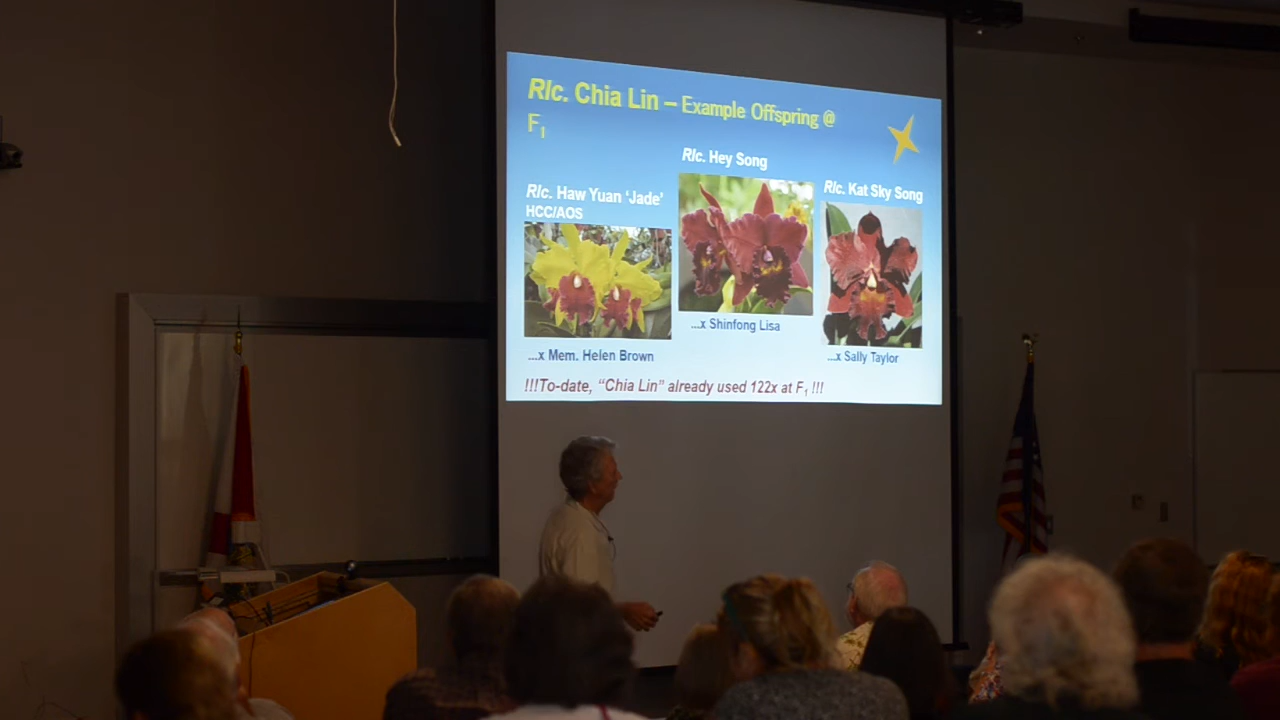 Rlc. Chia Lin – Example Offspring @
F1
Rlc. Hey Song
Rlc. Haw Yuan ‘Jade’
HCC/AOS
Rlc. Kat Sky Song
...x Shinfong Lisa
...x Mem. Helen Brown
...x Sally Taylor
!!!To-date, “Chia Lin” already used 122x at F1 !!!